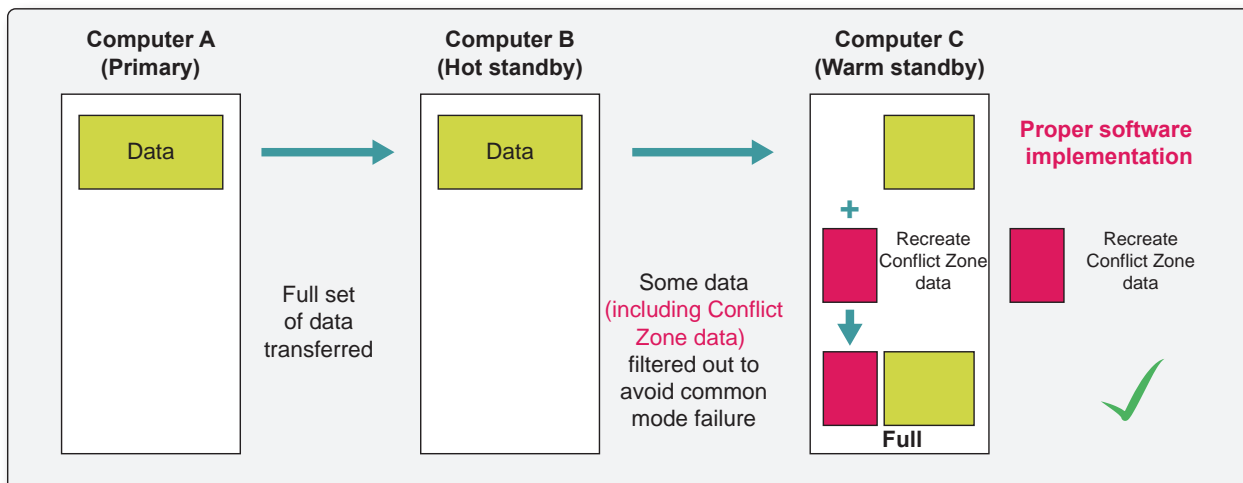 Computer A
(Primary)
Computer B
(Hot standby)
Computer C
(Warm standby)
Data
Data
Proper software
implementation
+
Recreate
Conflict Zone
data
Recreate
Conflict Zone
data
Full set
of data
transferred
Some data
(including Conflict
Zone data)
filtered out to
avoid common
mode failure
Full